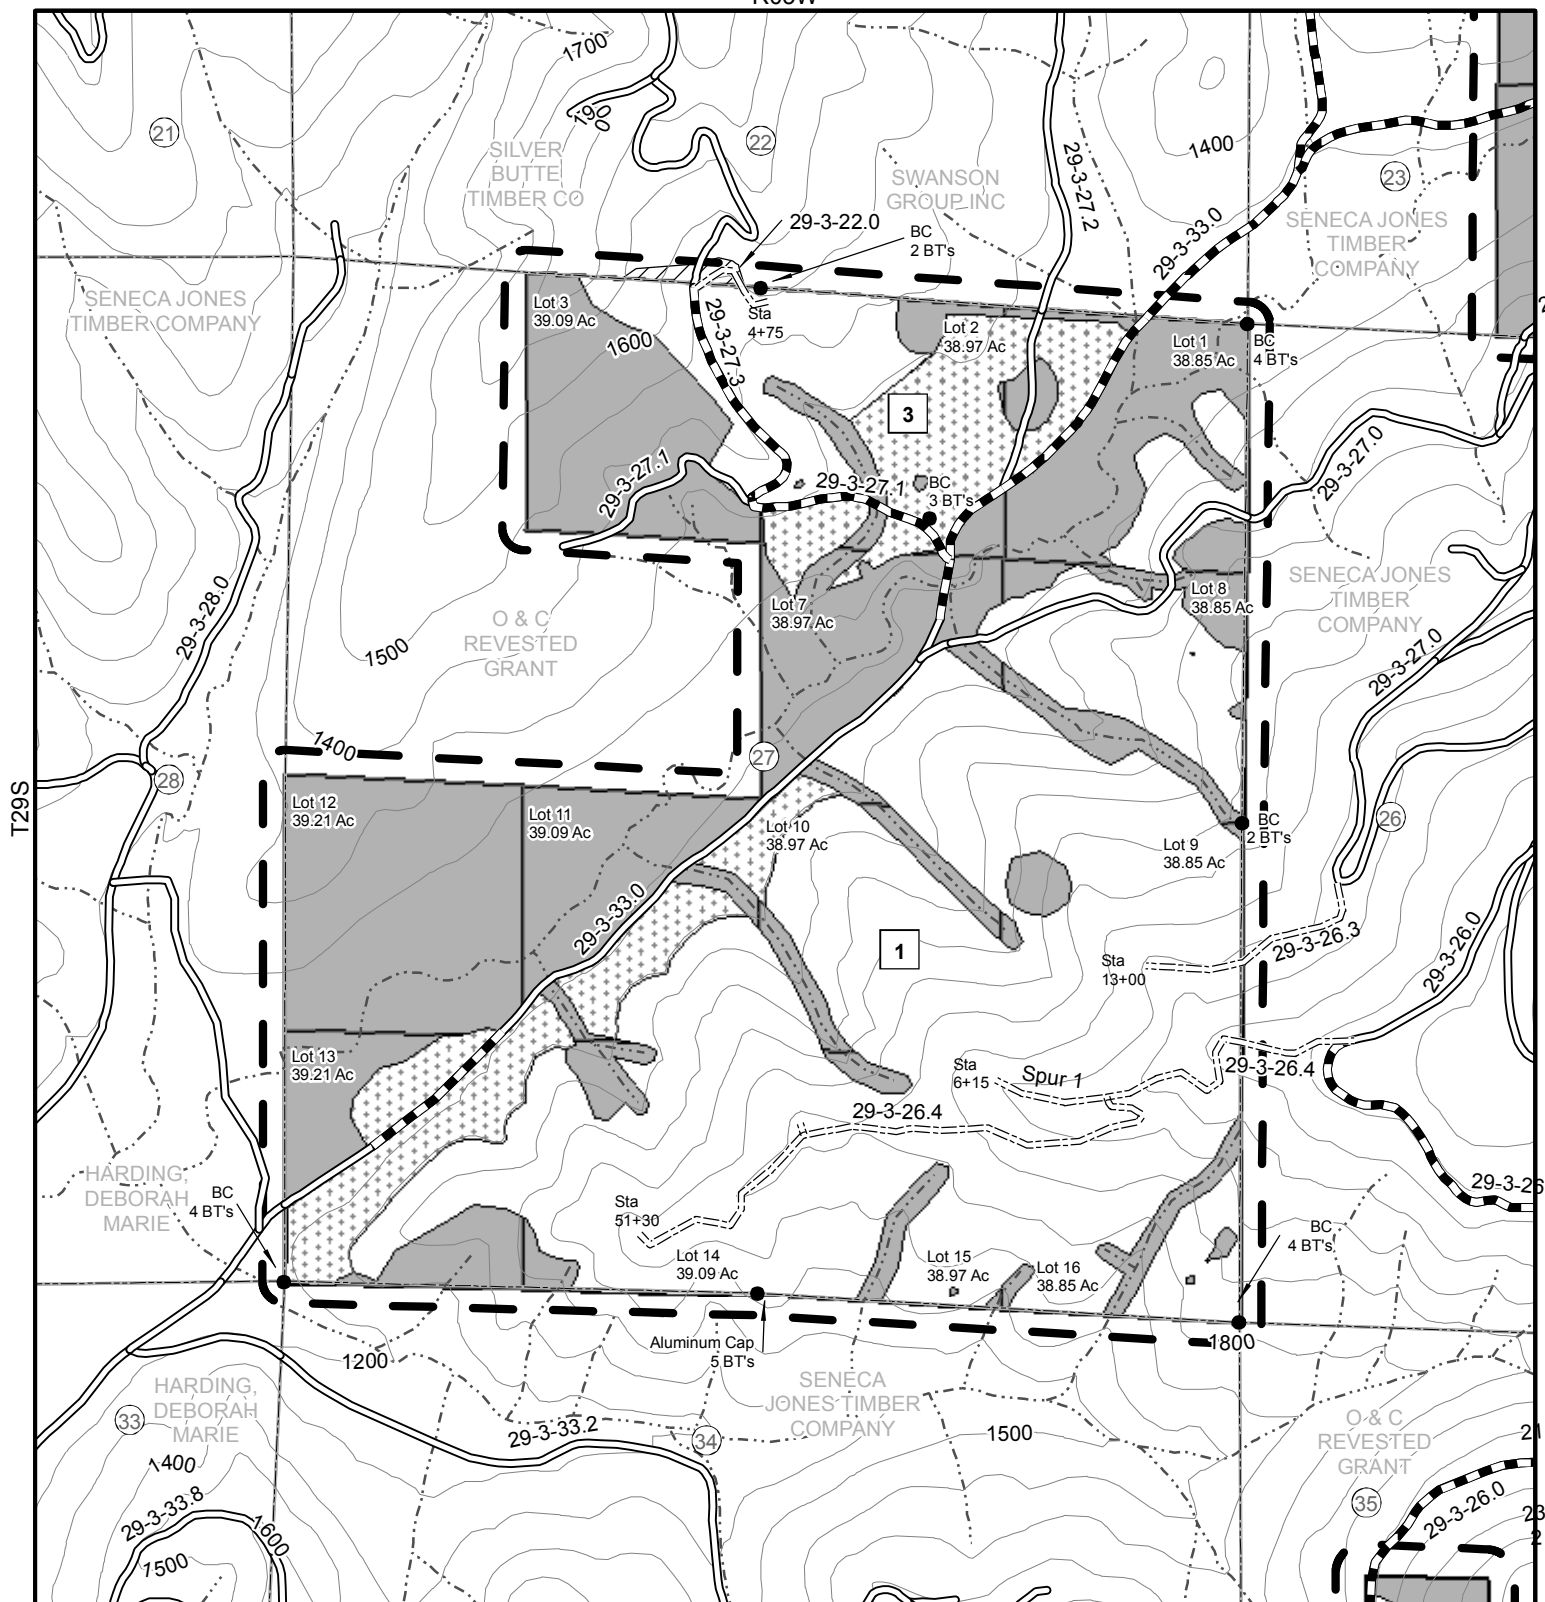 1700
1900
21
22
SILVER
BUTTE
TIMBER CO
SWANSON
GROUP INC
29-3-27.2
1400
23
SENECA JONES
TIMBER
COMPANY
29-3-33.0
29-3-22.0
BC
2 BT's
SENECA JONES
TIMBER COMPANY
Lot 3
39.09 Ac
1600
29-3-27.3
Sta
4+75
Lot 2
38.97 Ac
Lot 1
38.85 Ac
BC
4 BT's
3
29-3-27.1
29-3-27.1
BC
3 BT's
29-3-27.0
29-3-28.0
O & C
REVESTED
GRANT
1500
Lot 7
38.97 Ac
Lot 8
38.85 Ac
SENECA JONES
TIMBER
COMPANY
29-3-27.0
1400
27
28
T29S
Lot 12
39.21 Ac
Lot 11
39.09 Ac
Lot 10
38.97 Ac
Lot 9
38.85 Ac
BC
2 BT's
26
29-3-33.0
1
Sta
13+00
29-3-26.3
29-3-26.0
Lot 13
39.21 Ac
Sta
6+15
Spur 1
29-3-26.4
29-3-26.4
HARDING,
DEBORAH
MARIE
BC
4 BT's
Sta
51+30
29-3-26
Lot 14
39.09 Ac
Lot 15
38.97 Ac
Lot 16
38.85 Ac
BC
4 BT's
Aluminum Cap
5 BT's
1800
1200
HARDING,
DEBORAH
MARIE
33
SENECA
JONES TIMBER
COMPANY
29-3-33.2
34
1500
O & C
REVESTED
GRANT
1400
29-3-33.8
1600
1500
35
29-3-26.0